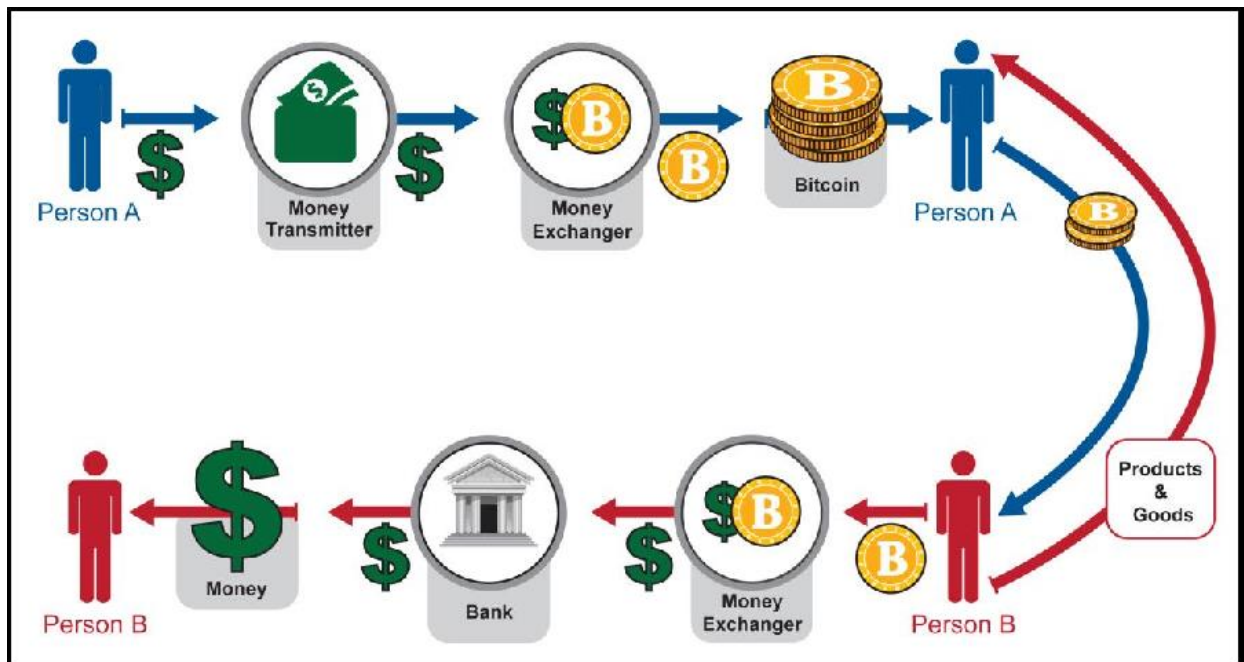 Person A
$
$
Money
Transmitter
$
$
B
Money
Exchanger
B
B
Bitcoin
Person A
B
Products
&
Goods
Person B
$
Money
$
Bank
$
$
B
Money
Exchanger
B
Person B